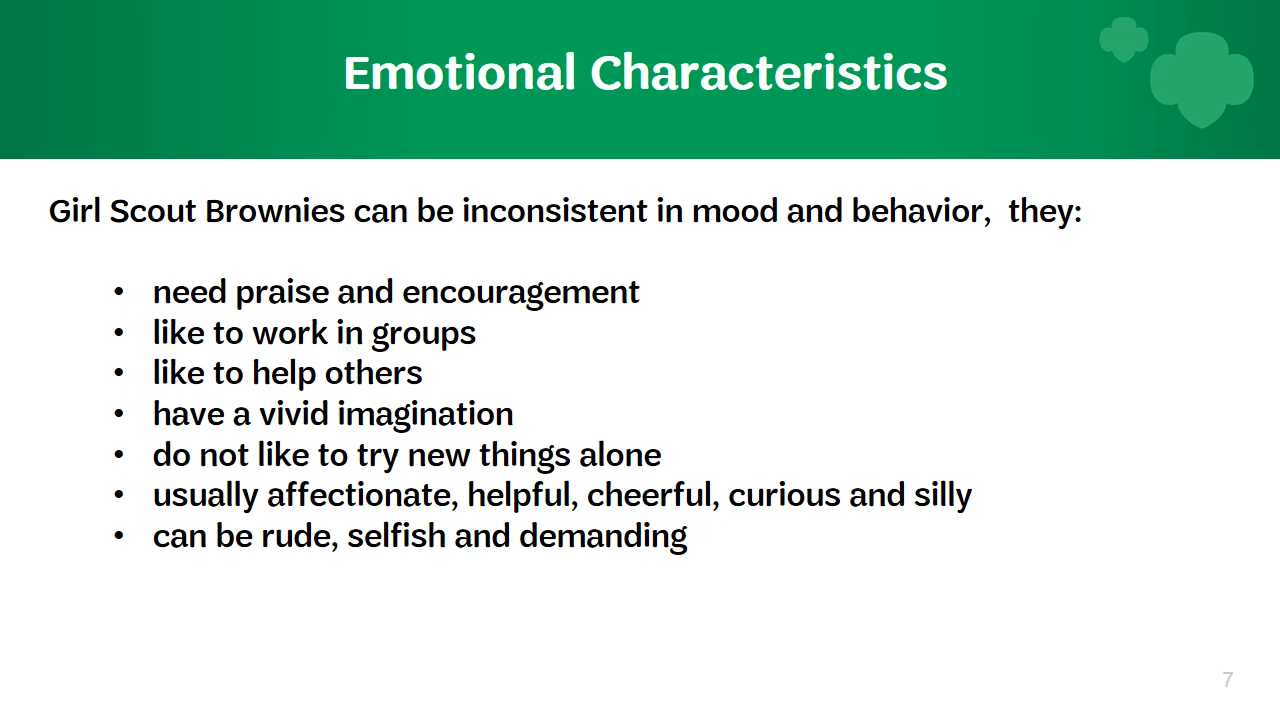 Emotional Characteristics
Girl Scout Brownies can be inconsistent in mood and behavior,  they:
• need praise and encouragement
• like to work in groups
• like to help others
• have a vivid imagination
• do not like to try new things alone
• usually affectionate, helpful, cheerful, curious and silly
• can be rude, selfish and demanding
7